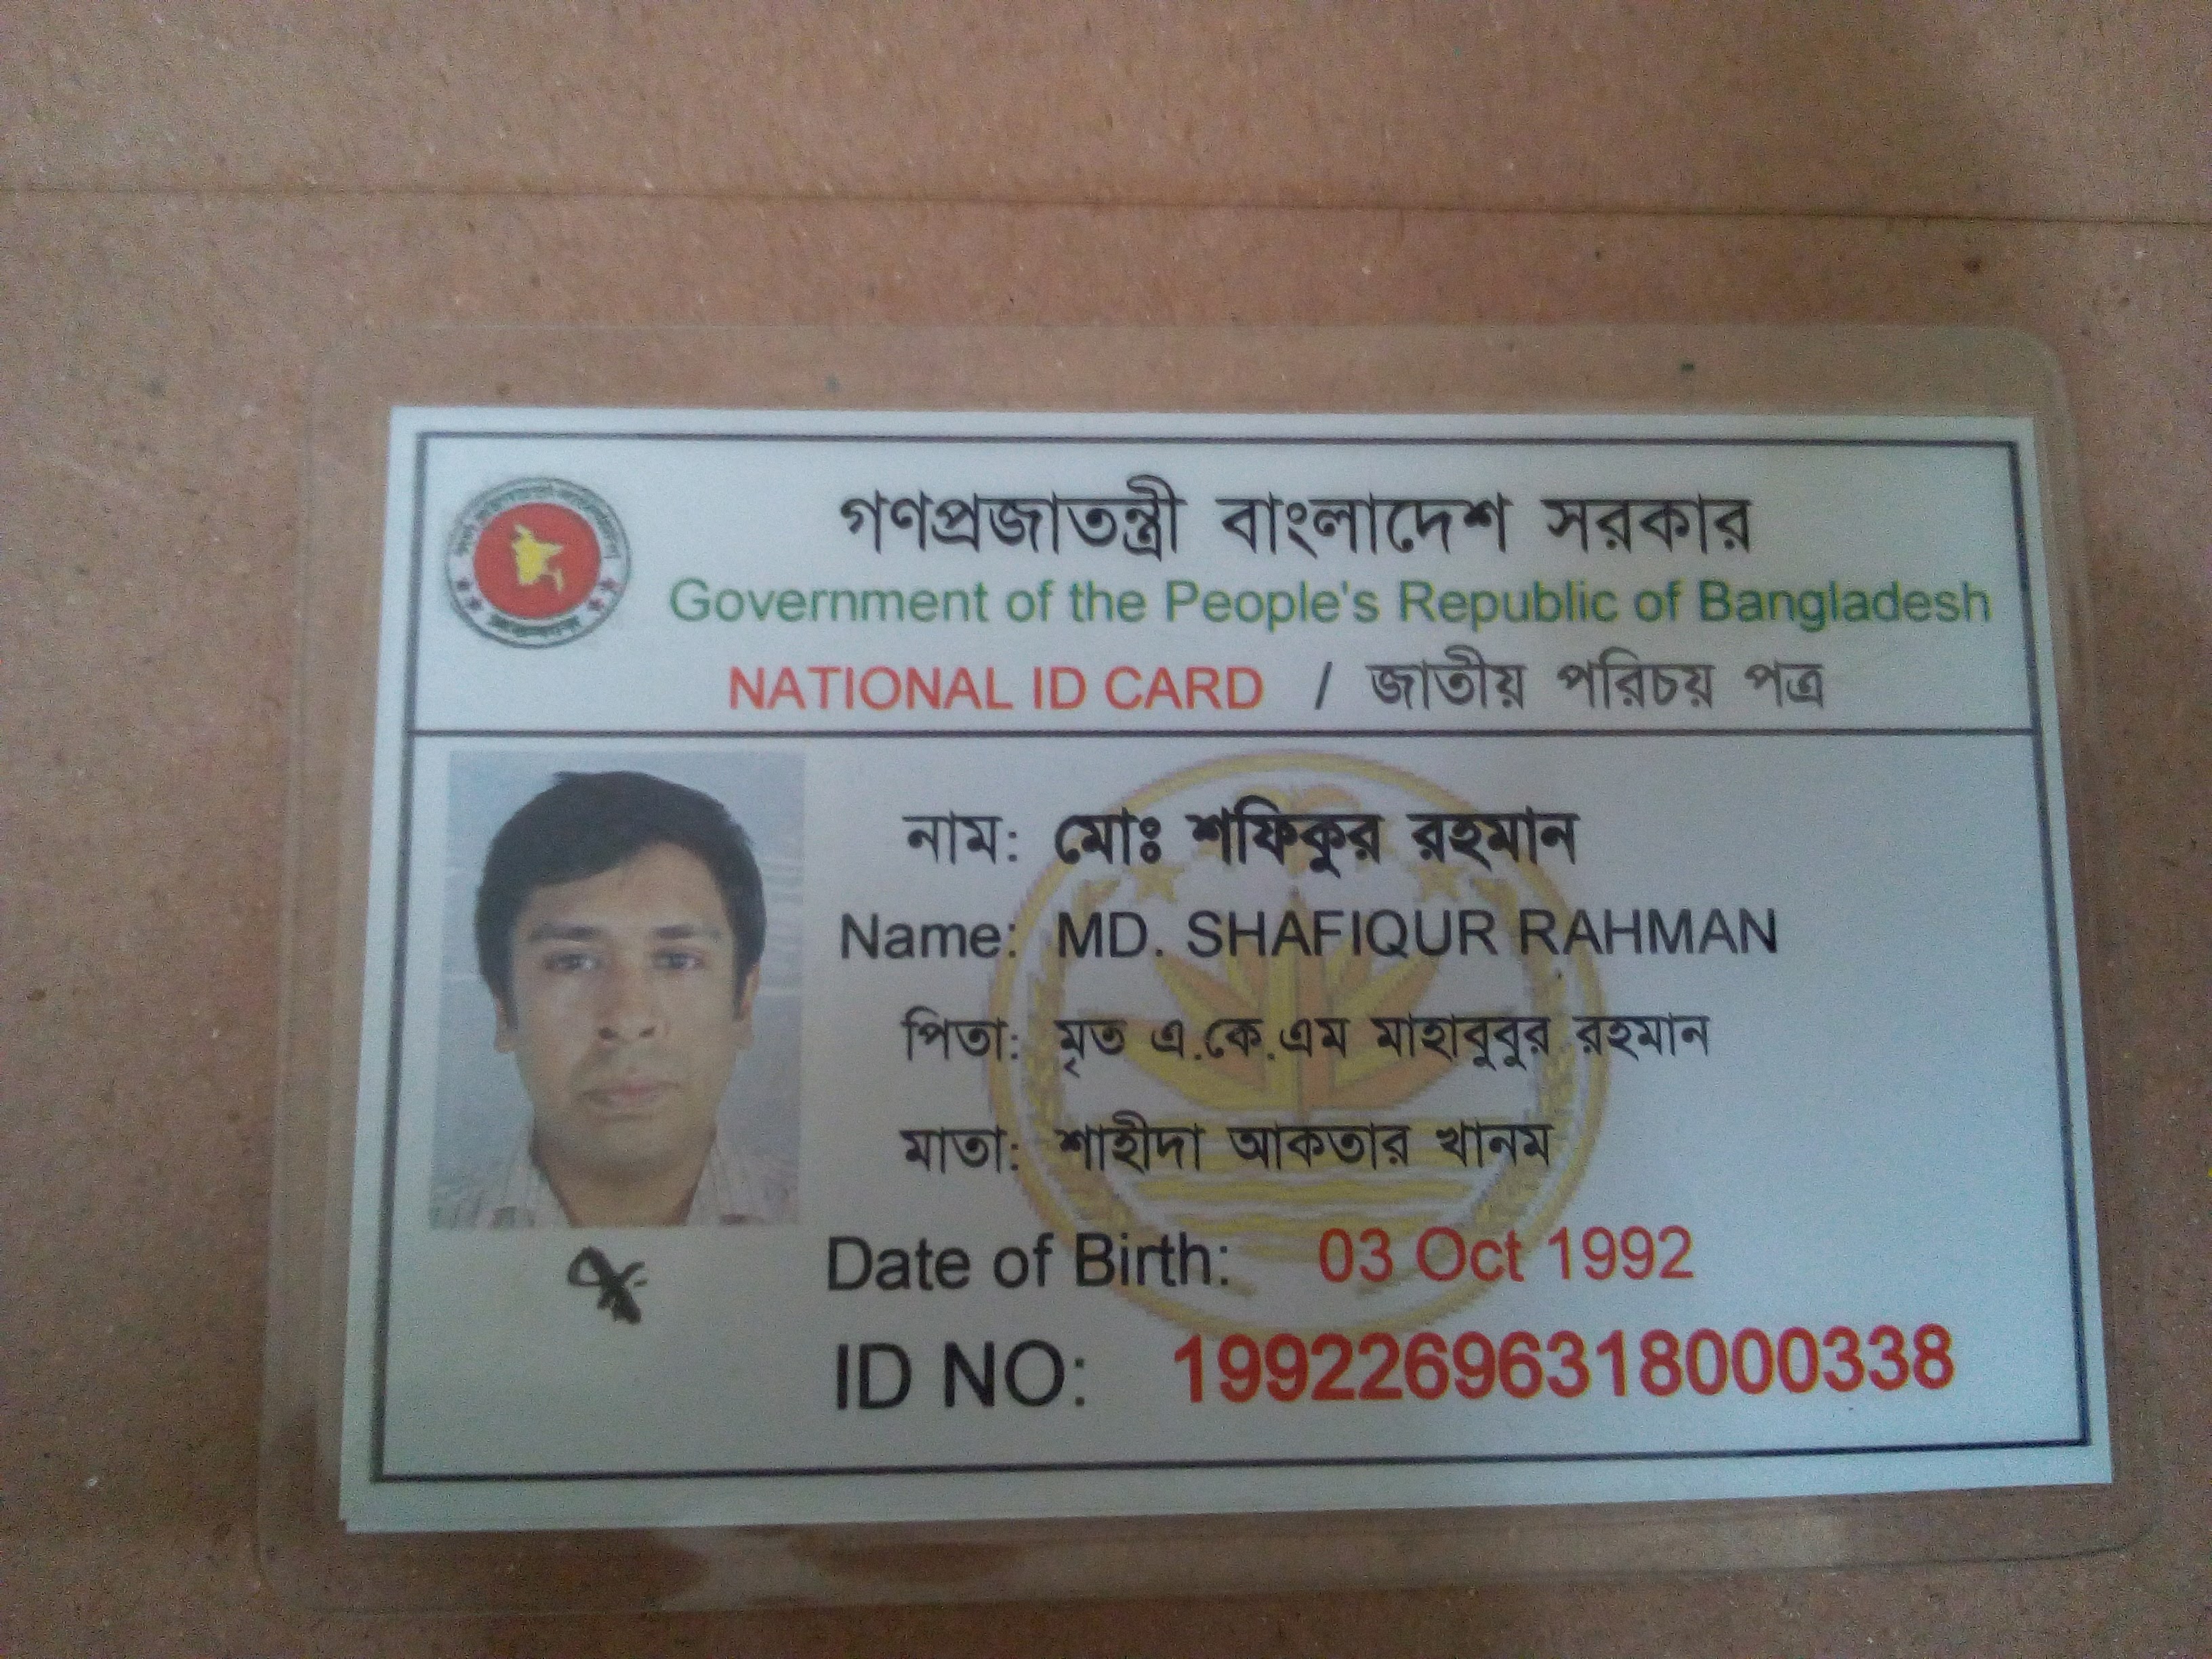 গণপ্রজাতন্ত্রী বাংলাদেশ সরকার
Government of the People's Republic of Bangladesh
NATIONAL ID CARD / জাতীয় পরিচয় পত্র
নাম: মোঃ শফিকুর রহমান
Name: MD. SHAFIQUR RAHMAN
পিতা: মৃত এ.কে.এম মাহাবুবুর রহমান
মাতা: শাহীদা আকতার খানম
Date of Birth: 03 Oct 1992
ID NO: 19922696318000338